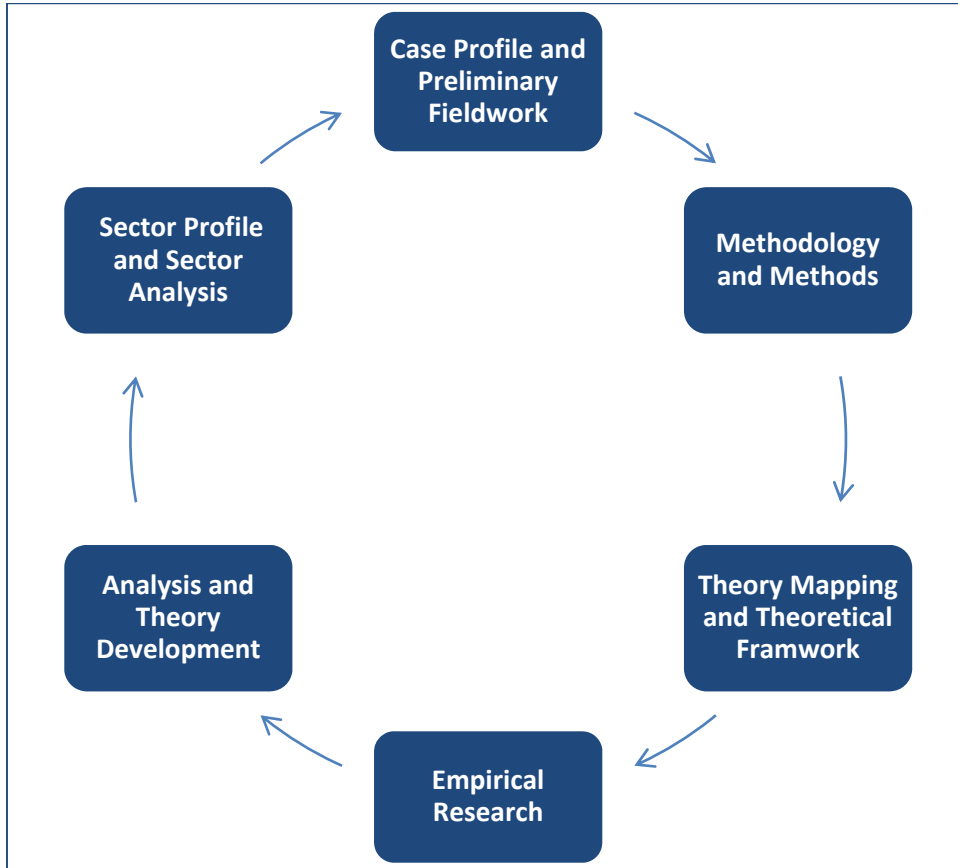 Case Profile and
Preliminary
Fieldwork
Methodology
and Methods
Theory Mapping
and Theoretical
Framwork
Empirical
Research
Analysis and
Theory
Development
Sector Profile
and Sector
Analysis